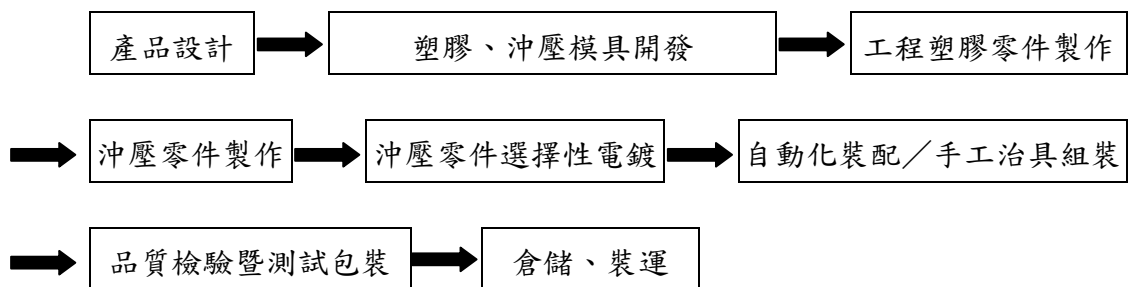 產品設計 塑膠、沖壓模具開發 工程塑膠零件製作
沖壓零件製作 沖壓零件選擇性電鍍 自動化裝配／手工治具組裝
品質檢驗暨測試包裝 倉儲、裝運